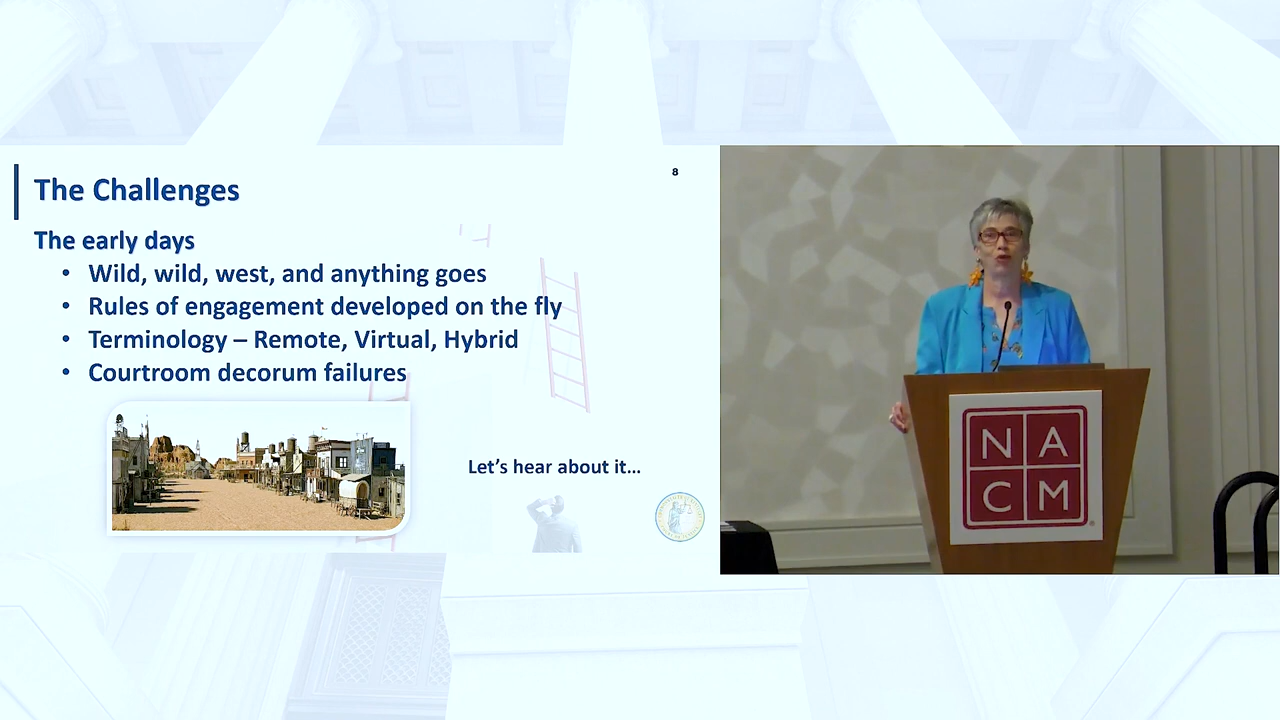 8
The Challenges
The early days
• Wild, wild, west, and anything goes
• Rules of engagement developed on the fly
• Terminology – Remote, Virtual, Hybrid
• Courtroom decorum failures
Let's hear about it...
N A
C M
®